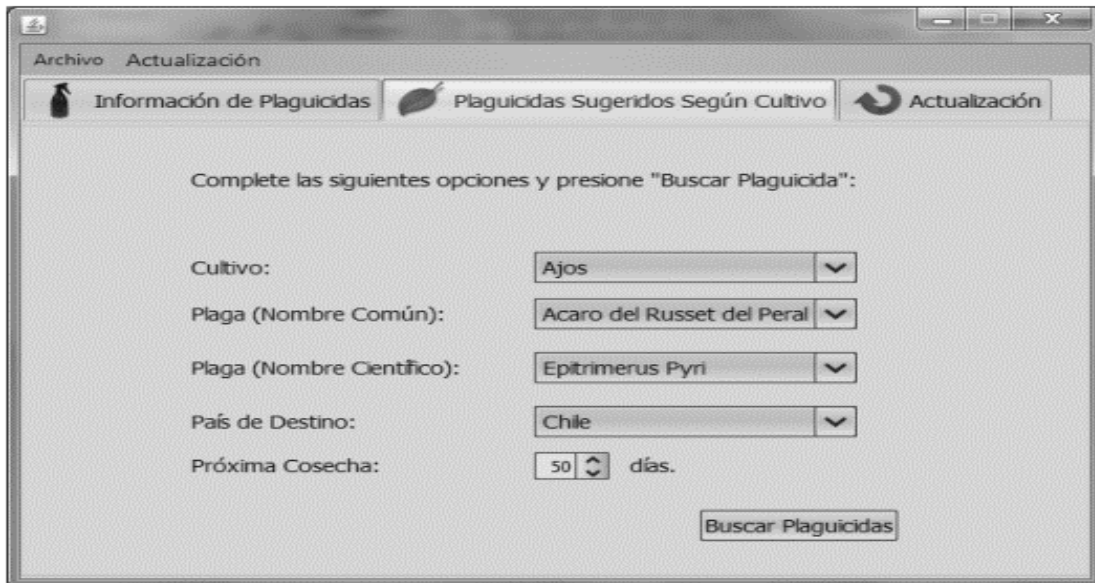 Archivo Actualización
Información de Plaguicidas Plaguicidas Sugeridos Según Cultivo Actualización
Complete las siguientes opciones y presione "Buscar Plaguicida":
Cultivo: Ajos
Plaga (Nombre Común): Acaro del Russet del Peral
Plaga (Nombre Científico): Epitrimerus Pyri
País de Destino: Chile
Próxima Cosecha: 50 días.
Buscar Plaguicidas